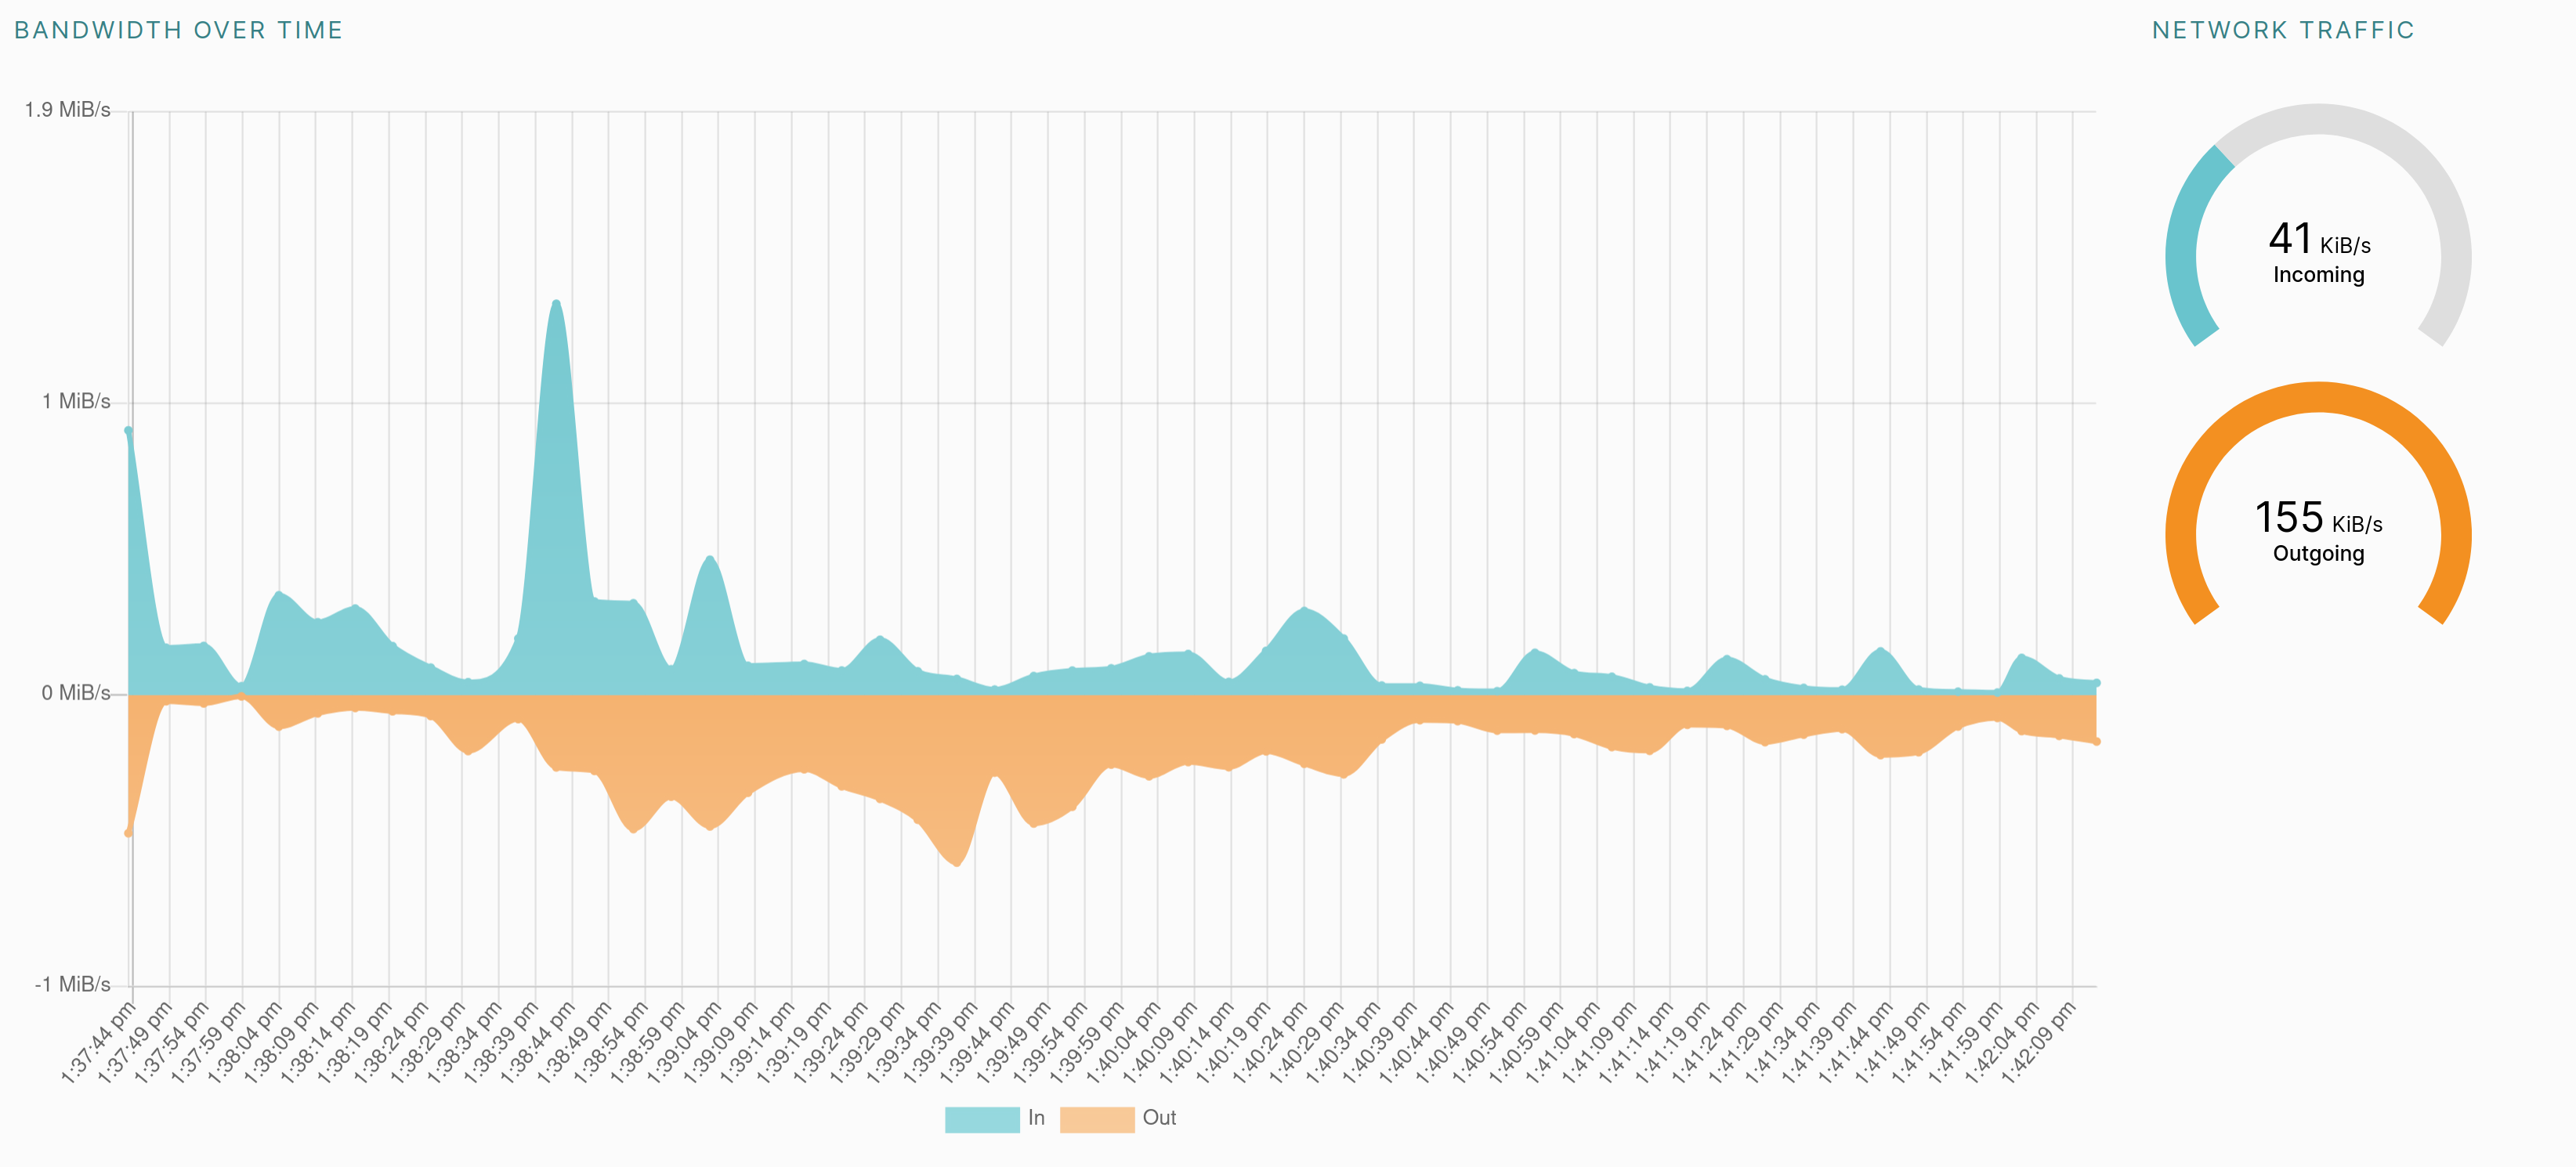 BANDWIDTH OVER TIME
NETWORK TRAFFIC
1.9 MiB/s
1 MiB/s
0 MiB/s
-1 MiB/s
1:37:44 pm
1:37:49 pm
1:37:54 pm
1:37:59 pm
1:38:04 pm
1:38:09 pm
1:38:14 pm
1:38:19 pm
1:38:24 pm
1:38:29 pm
1:38:34 pm
1:38:39 pm
1:38:44 pm
1:38:49 pm
1:38:54 pm
1:38:59 pm
1:39:04 pm
1:39:09 pm
1:39:14 pm
1:39:19 pm
1:39:24 pm
1:39:29 pm
1:39:34 pm
1:39:39 pm
1:39:44 pm
1:39:49 pm
1:39:54 pm
1:39:59 pm
1:40:04 pm
1:40:09 pm
1:40:14 pm
1:40:19 pm
1:40:24 pm
1:40:29 pm
1:40:34 pm
1:40:39 pm
1:40:44 pm
1:40:49 pm
1:40:54 pm
1:40:59 pm
1:41:04 pm
1:41:09 pm
1:41:14 pm
1:41:19 pm
1:41:24 pm
1:41:29 pm
1:41:34 pm
1:41:39 pm
1:41:44 pm
1:41:49 pm
1:41:54 pm
1:41:59 pm
1:42:04 pm
1:42:09 pm
In
Out
41 KiB/s
Incoming
155 KiB/s
Outgoing